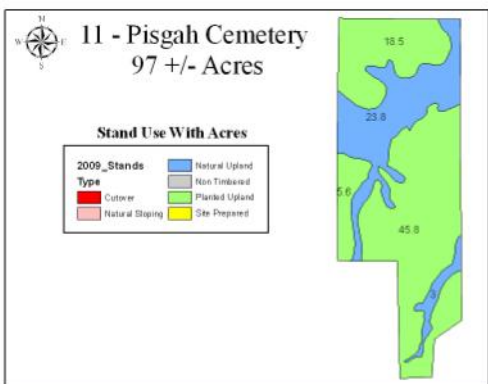 N
W E
S
11 - Pisgah Cemetery
97 +/- Acres
Stand Use With Acres
2009_Stands
Type
Cutover
Natural Sloping
Natural Upland
Non Timbered
Planted Upland
Site Prepared
18.5
23.8
5.6
45.8
3